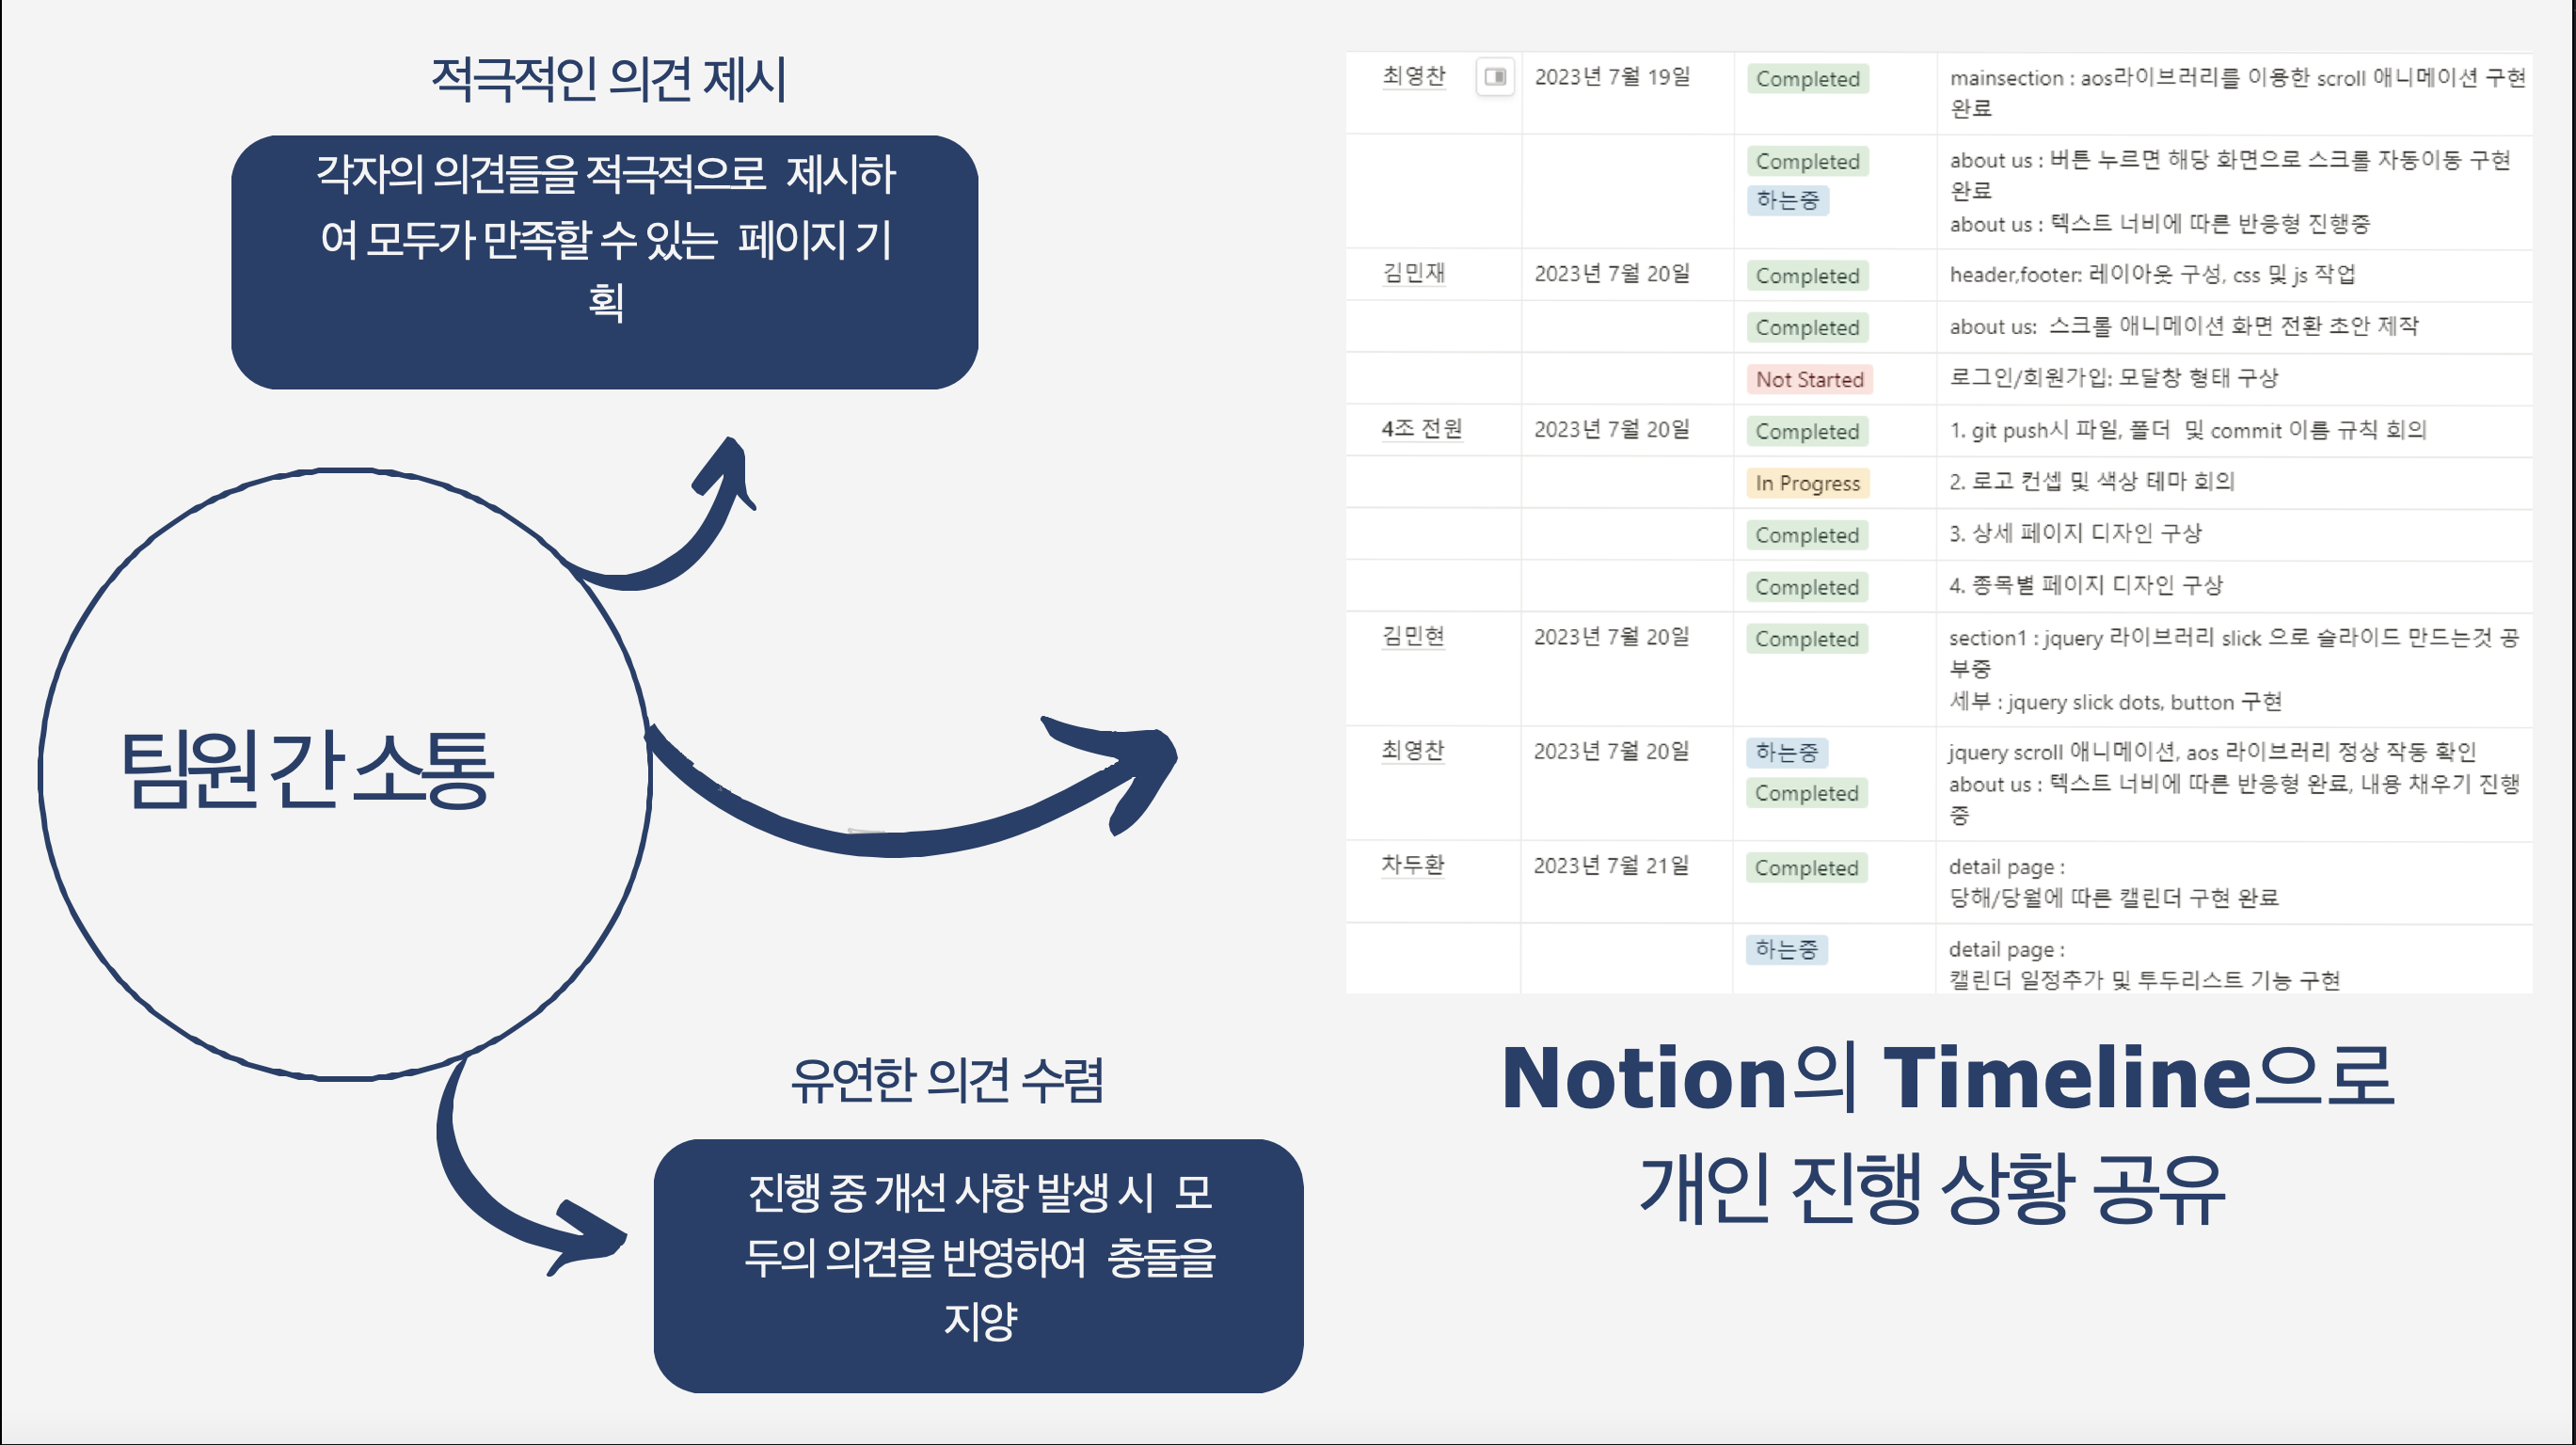 적극적인 의견 제시
각자의 의견들을 적극적으로 제시하
여 모두가 만족할 수 있는 페이지 기
획
팀원 간 소통
유연한 의견 수렴
진행 중 개선 사항 발생 시 모
두의 의견을 반영하여 충돌을
지양
최영찬 2023년 7월 19일 Completed mainsection : aos라이브러리를 이용한 scroll 애니메이션 구현
완료
Completed about us : 버튼 누르면 해당 화면으로 스크롤 자동이동 구현
하는중 완료
about us : 텍스트 너비에 따른 반응형 진행중
김민재 2023년 7월 20일 Completed header,footer: 레이아웃 구성, css 및 js 작업
Completed about us: 스크롤 애니메이션 화면 전환 초안 제작
Not Started 로그인/회원가입: 모달창 형태 구상
4조 전원 2023년 7월 20일 Completed 1. git push시 파일, 폴더 및 commit 이름 규칙 회의
In Progress 2. 로고 컨셉 및 색상 테마 회의
Completed 3. 상세 페이지 디자인 구상
Completed 4. 종목별 페이지 디자인 구상
김민현 2023년 7월 20일 Completed section1 : jquery 라이브러리 slick 으로 슬라이드 만드는것 공
부중
세부 : jquery slick dots, button 구현
최영찬 2023년 7월 20일 하는중 jquery scroll 애니메이션, aos 라이브러리 정상 작동 확인
Completed about us : 텍스트 너비에 따른 반응형 완료, 내용 채우기 진행
중
차두환 2023년 7월 21일 Completed detail page :
당해/당월에 따른 캘린더 구현 완료
하는중 detail page :
캘린더 일정추가 및 투두리스트 기능 구현
Notion의 Timeline으로
개인 진행 상황 공유